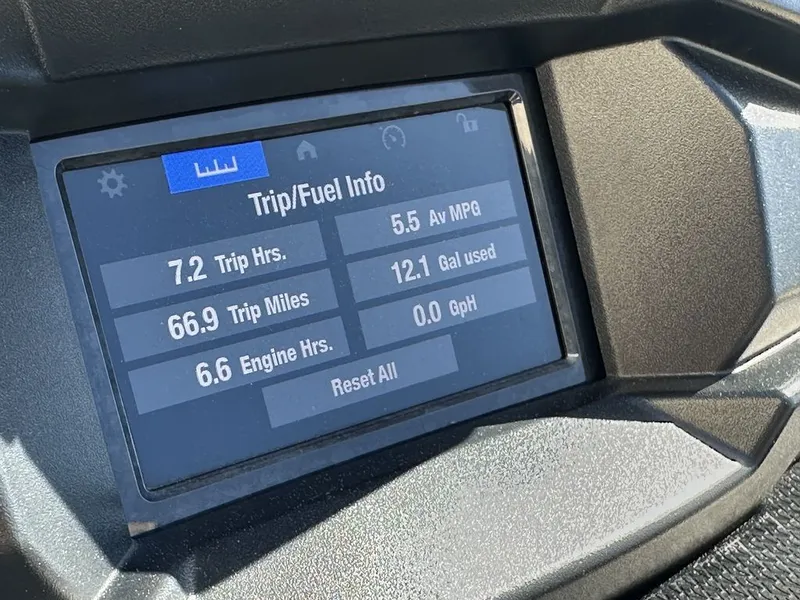 Trip/Fuel Info
7.2 Trip Hrs.
5.5 Av MPG
66.9 Trip Miles
12.1 Gal used
6.6 Engine Hrs.
0.0 GpH
Reset All